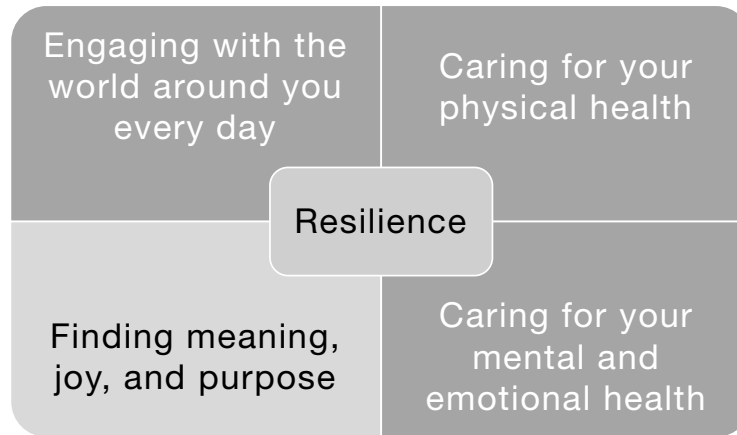 Engaging with the
world around you
every day
Caring for your
physical health
Resilience
Finding meaning,
joy, and purpose
Caring for your
mental and
emotional health